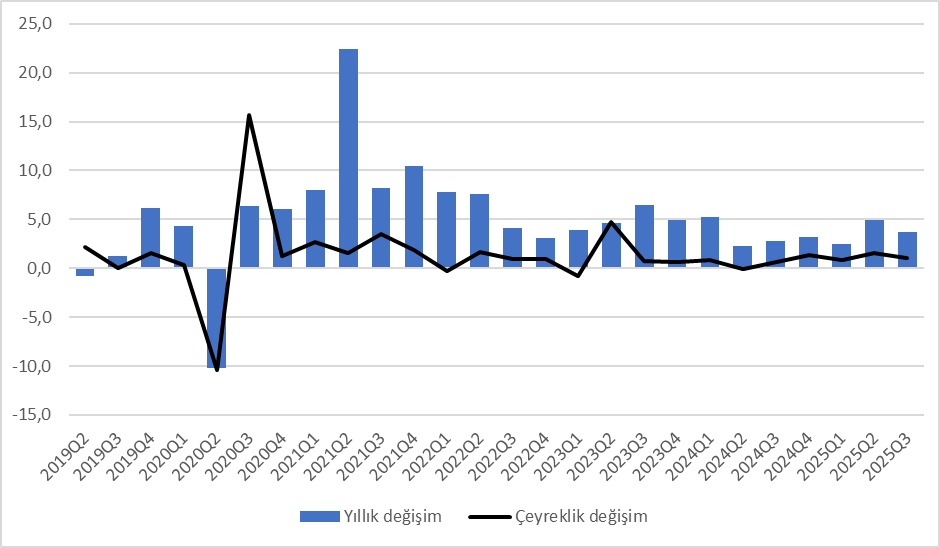 25,0
20,0
15,0
10,0
5,0
0,0
-5,0
-10,0
-15,0
2019Q2
2019Q3
2019Q4
2020Q1
2020Q2
2020Q3
2020Q4
2021Q1
2021Q2
2021Q3
2021Q4
2022Q1
2022Q2
2022Q3
2022Q4
2023Q1
2023Q2
2023Q3
2023Q4
2024Q1
2024Q2
2024Q3
2024Q4
2025Q1
2025Q2
2025Q3
Yıllık değişim
Çeyreklik değişim